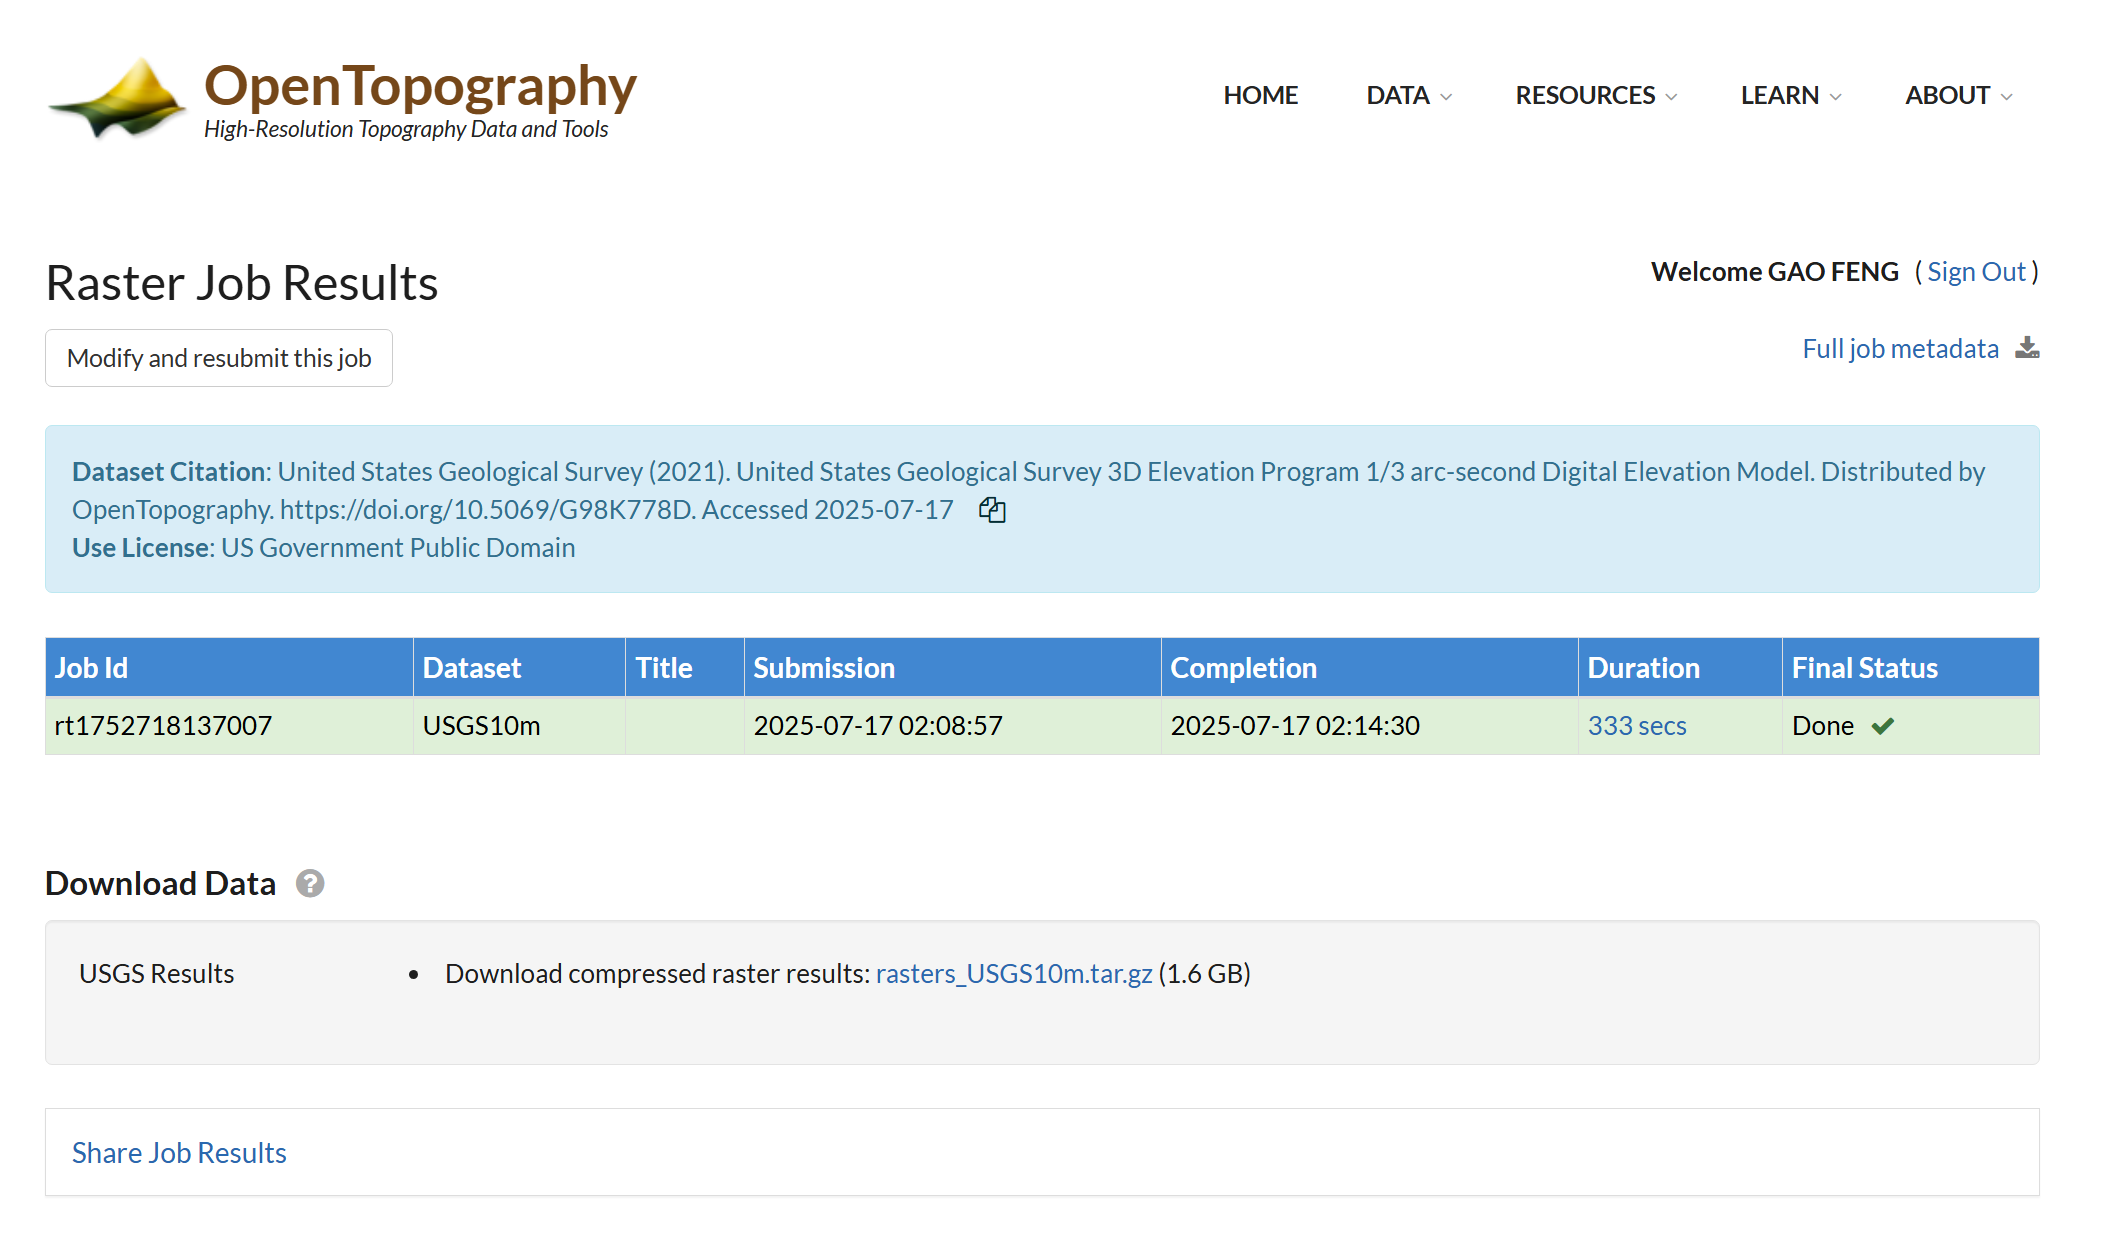 OpenTopography
High-Resolution Topography Data and Tools
HOME
DATA
RESOURCES
LEARN
ABOUT
Raster Job Results
Welcome GAO FENG ( Sign Out )
Modify and resubmit this job
Full job metadata
Dataset Citation: United States Geological Survey (2021). United States Geological Survey 3D Elevation Program 1/3 arc-second Digital Elevation Model. Distributed by
OpenTopography. https://doi.org/10.5069/G98K778D. Accessed 2025-07-17
Use License: US Government Public Domain
Job Id Dataset Title Submission Completion Duration Final Status
rt1752718137007 USGS10m 2025-07-17 02:08:57 2025-07-17 02:14:30 333 secs Done
Download Data ?
USGS Results • Download compressed raster results: rasters_USGS10m.tar.gz (1.6 GB)
Share Job Results